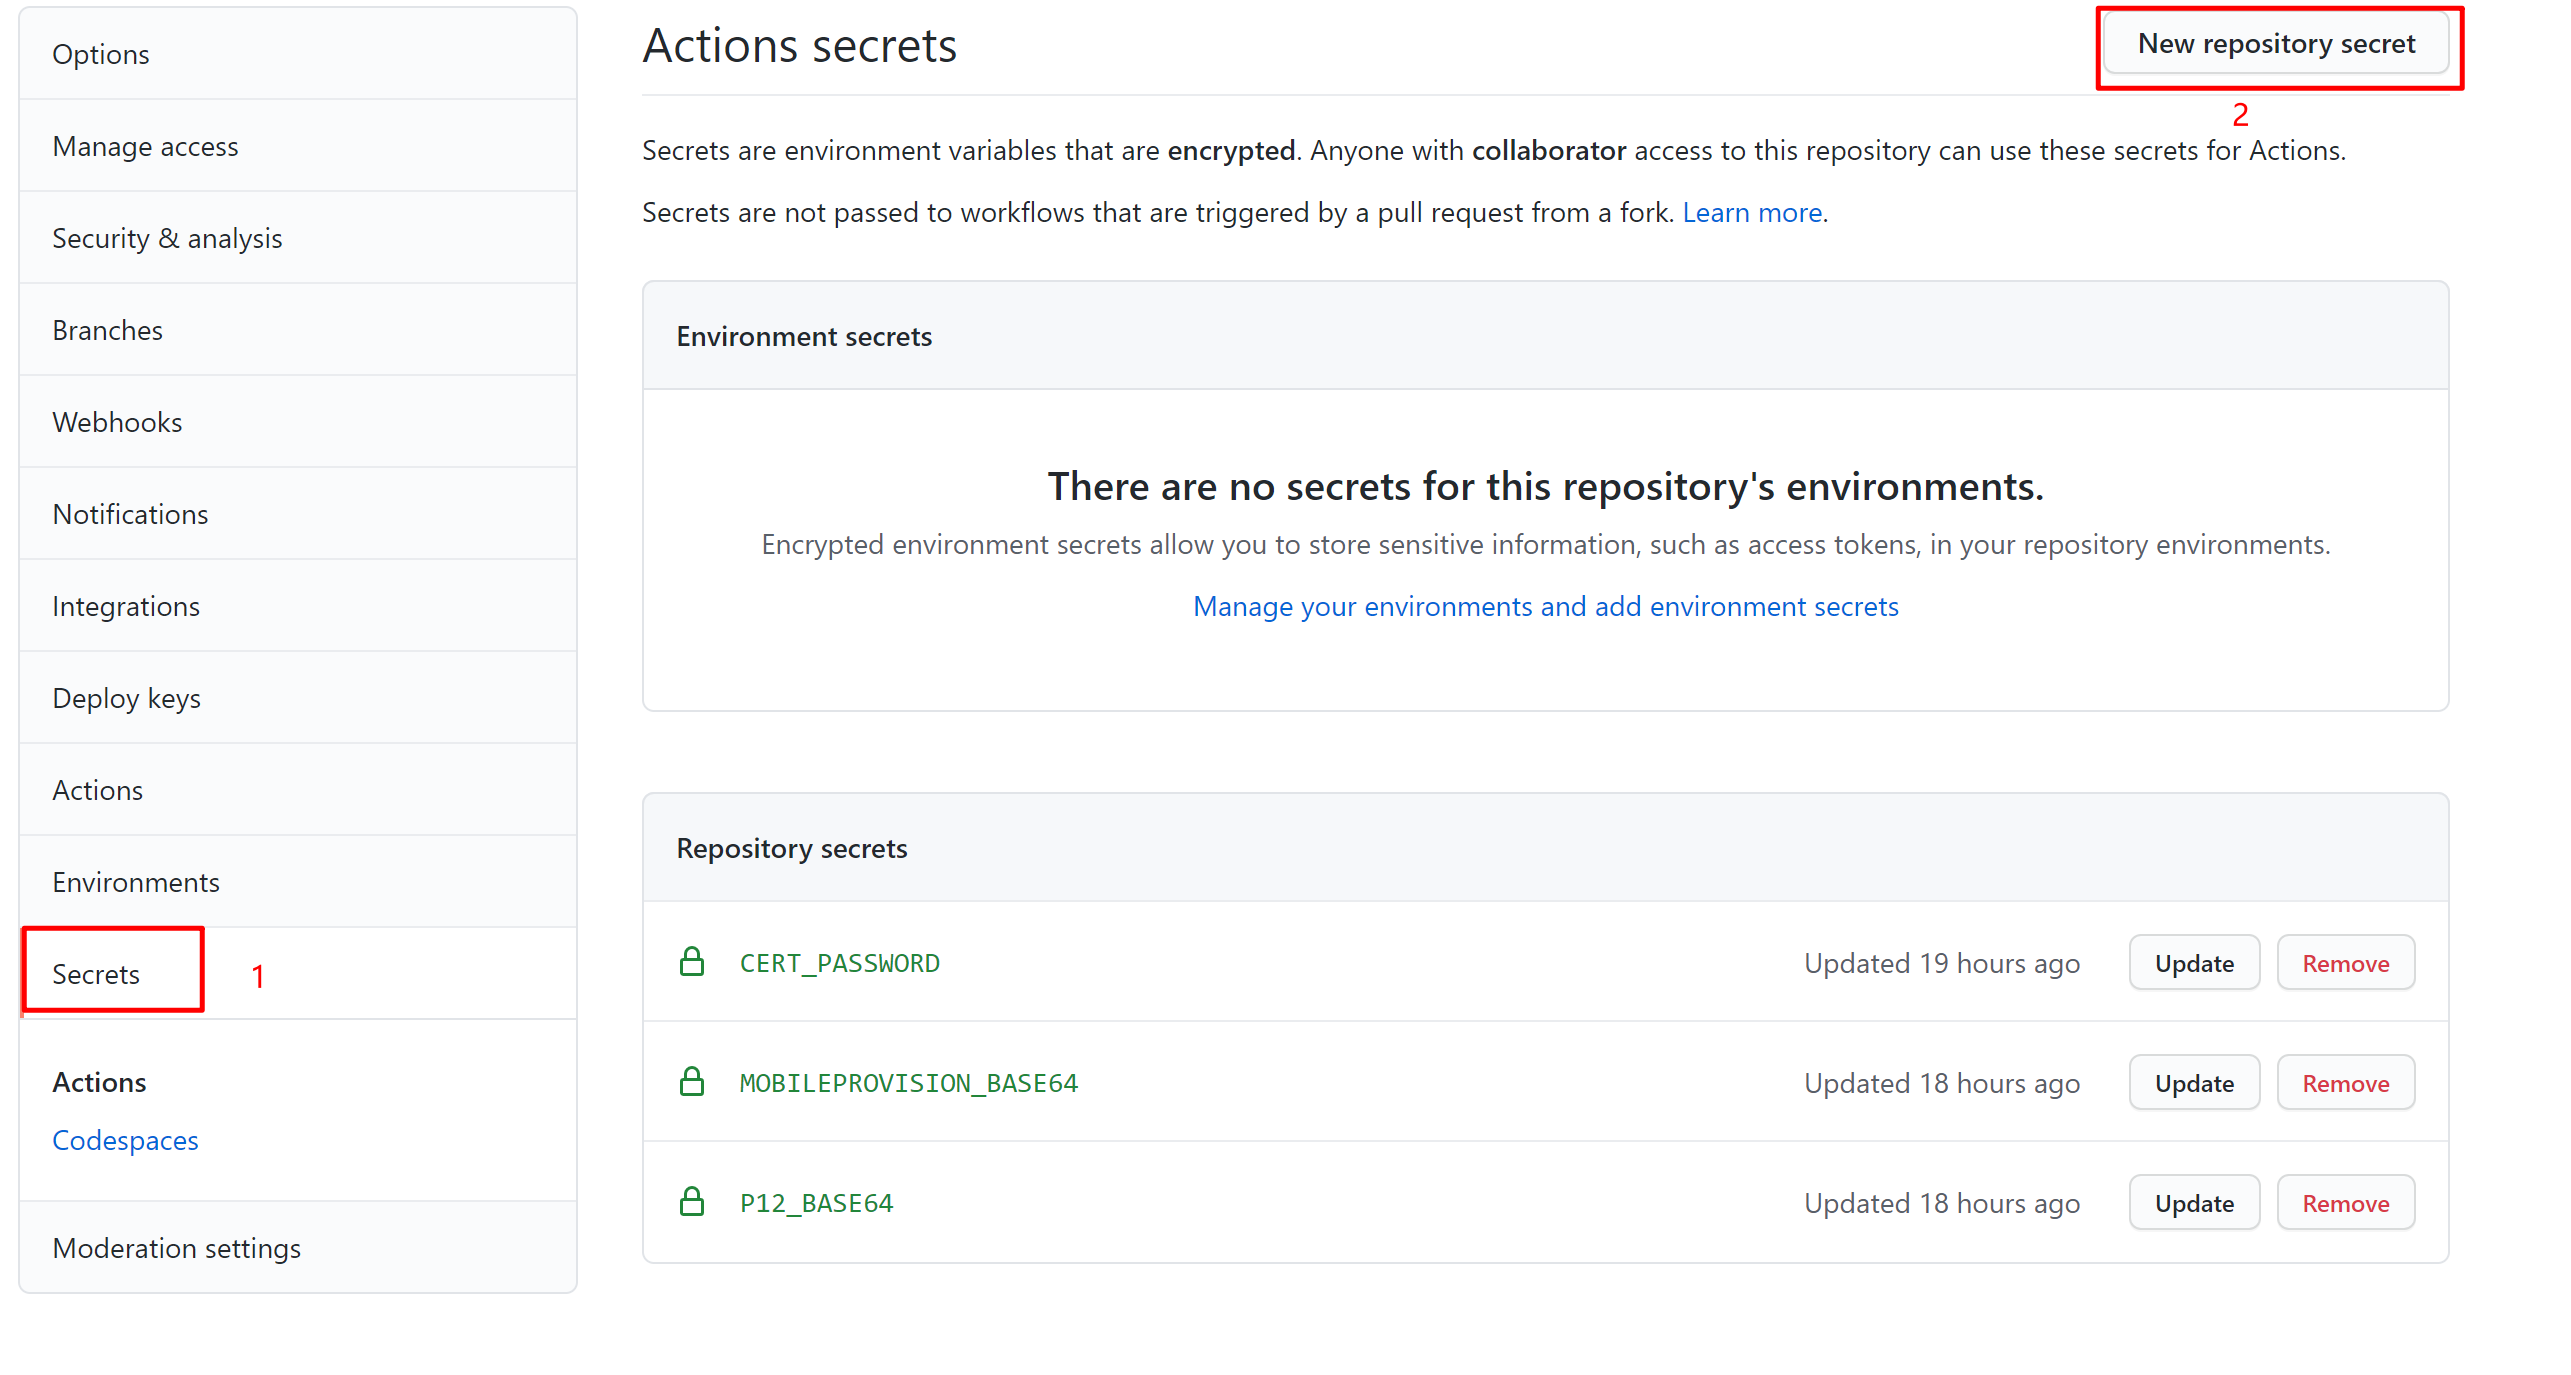 Options
Manage access
Security & analysis
Branches
Webhooks
Notifications
Integrations
Deploy keys
Actions
Environments
Secrets
1
Actions
Codespaces
Moderation settings
Actions secrets
New repository secret
2
Secrets are environment variables that are encrypted. Anyone with collaborator access to this repository can use these secrets for Actions.
Secrets are not passed to workflows that are triggered by a pull request from a fork. Learn more.
Environment secrets
There are no secrets for this repository's environments.
Encrypted environment secrets allow you to store sensitive information, such as access tokens, in your repository environments.
Manage your environments and add environment secrets
Repository secrets
CERT_PASSWORD Updated 19 hours ago Update Remove
MOBILEPROVISION_BASE64 Updated 18 hours ago Update Remove
P12_BASE64 Updated 18 hours ago Update Remove